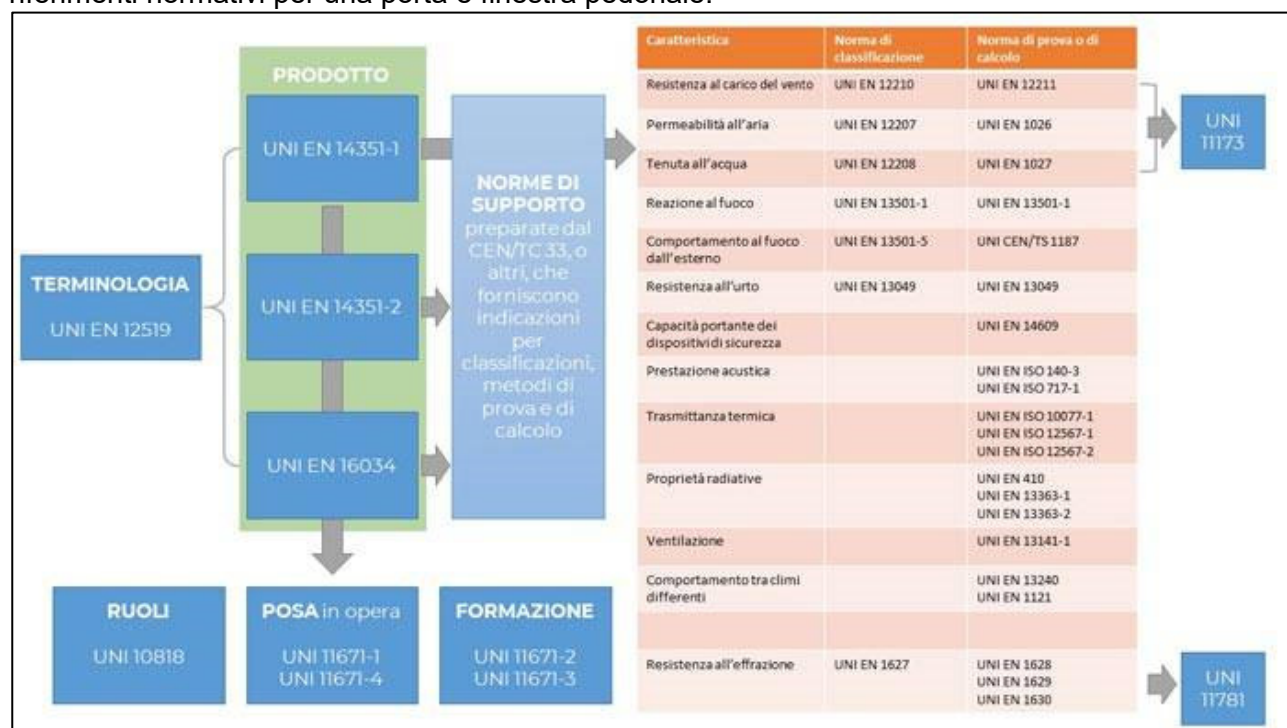 riferimenti normativi per una porta o finestra pedonale.
PRODOTTO
UNI EN 14351-1
UNI EN 14351-2
UNI EN 16034
TERMINOLOGIA
UNI EN 12519
NORME DI
SUPPORTO
preparate dal
CEN/TC 33, o
altri, che
forniscono
indicazioni
per
classificazioni,
metodi di
prova e di
calcolo
RUOLI
UNI 10818
POSA in opera
UNI 11671-1
UNI 11671-4
FORMAZIONE
UNI 11671-2
UNI 11671-3
Caratteristica Norma di classificazione Norma di prova o di calcolo
Resistenza al carico del vento UNI EN 12210 UNI EN 12211
Permeabilità all'aria UNI EN 12207 UNI EN 1026
Tenuta all'acqua UNI EN 12208 UNI EN 1027
Reazione al fuoco UNI EN 13501-1 UNI EN 13501-1
Comportamento al fuoco UNI EN 13501-5 UNI CEN/TS 1187
dall'esterno
Resistenza all'urto UNI EN 13049 UNI EN 13049
Capacità portante dei UNI EN 14609
dispositivi di sicurezza
Prestazione acustica UNI EN ISO 140-3
UNI EN ISO 717-1
Trasmittanza termica UNI EN ISO 10077-1
UNI EN ISO 12567-1
UNI EN ISO 12567-2
Proprietà radiative UNI EN 410
UNI EN 13363-1
UNI EN 13363-2
Ventilazione UNI EN 13141-1
Comportamento tra climi UNI EN 13240
differenti UNI EN 1121
Resistenza all'effrazione UNI EN 1627 UNI EN 1628
UNI EN 1629
UNI EN 1630
UNI
11173
UNI
11781